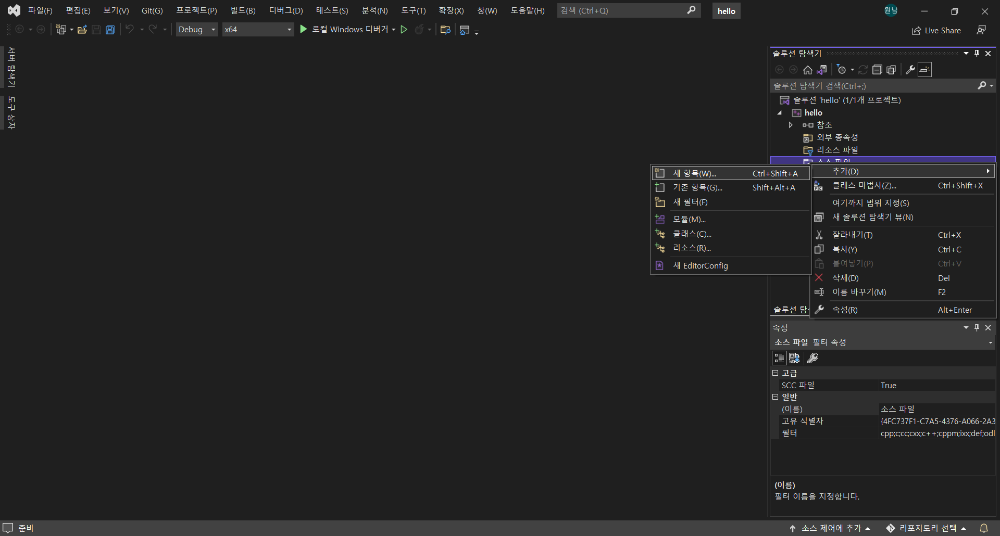 파일(F) 편집(E) 보기(V) Git(G) 프로젝트(P) 빌드(B) 디버그(D) 테스트(S) 분석(N) 도구(T) 확장(X) 창(W) 도움말(H) 검색 (Ctrl+Q) hello 원남
Debug x64 로컬 Windows 디버거 Live Share
서버 탐색기
도구 상자
솔루션 탐색기
솔루션 탐색기 검색(Ctrl+;)
솔루션 'hello' (1/1개 프로젝트)
hello
참조
외부 종속성
리소스 파일
소스 파일
새 항목(W)... Ctrl+Shift+A
기존 항목(G)... Shift+Alt+A
새 필터(F)
모듈(M)...
클래스(C)...
리소스(R)...
새 EditorConfig
추가(D)
클래스 마법사(Z)... Ctrl+Shift+X
여기까지 범위 지정(S)
새 솔루션 탐색기 뷰(N)
잘라내기(T) Ctrl+X
복사(Y) Ctrl+C
붙여넣기(P) Ctrl+V
삭제(D) Del
이름 바꾸기(M) F2
속성(R) Alt+Enter
솔루션 탐
속성
소스 파일 필터 속성
고급
SCC 파일 True
일반
(이름) 소스 파일
고유 식별자 {4FC737F1-C7A5-4376-A066-2A3
필터 cpp;c;cc;cxx;c++;cppm;ixx;def;odl
(이름)
필터 이름을 지정합니다.
준비 소스 제어에 추가 리포지토리 선택